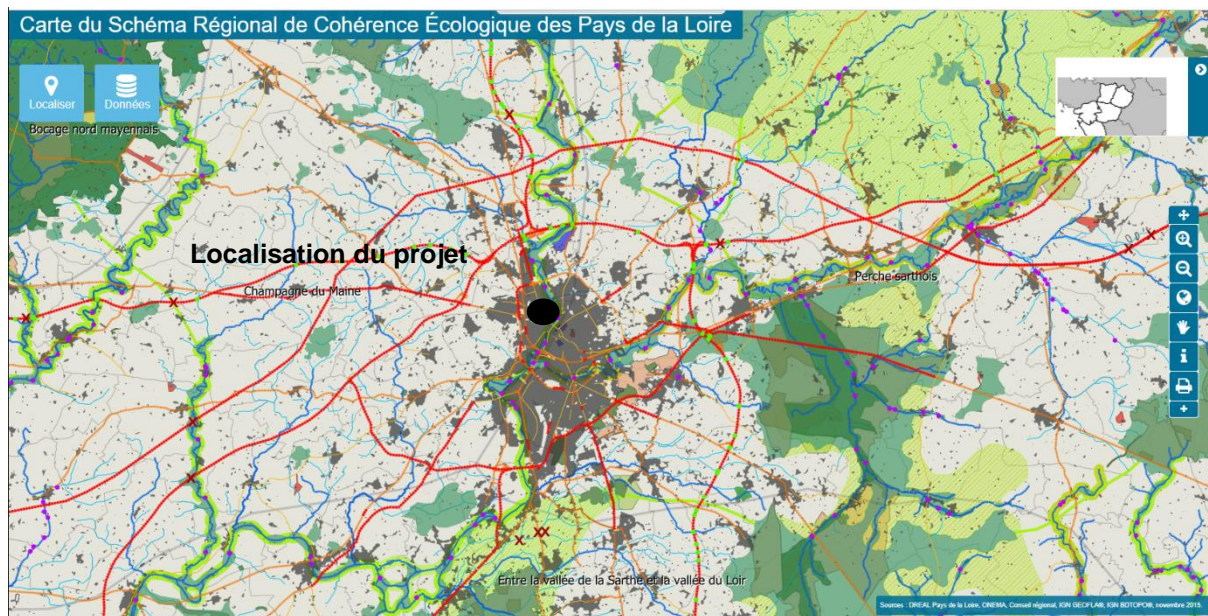 Carte du Schéma Régional de Cohérence Écologique des Pays de la Loire
Localiser
Données
Bocage nord mayennais
Localisation du projet
Champagne du Maine
Perche sarthois
Entre la vallée de la Sarthe et la vallée du Loir
Sources : DREAL Pays de la Loire, ONEMA, Conseil régional, IGN GEOFLA®, IGN BDTOPO®, novembre 2015